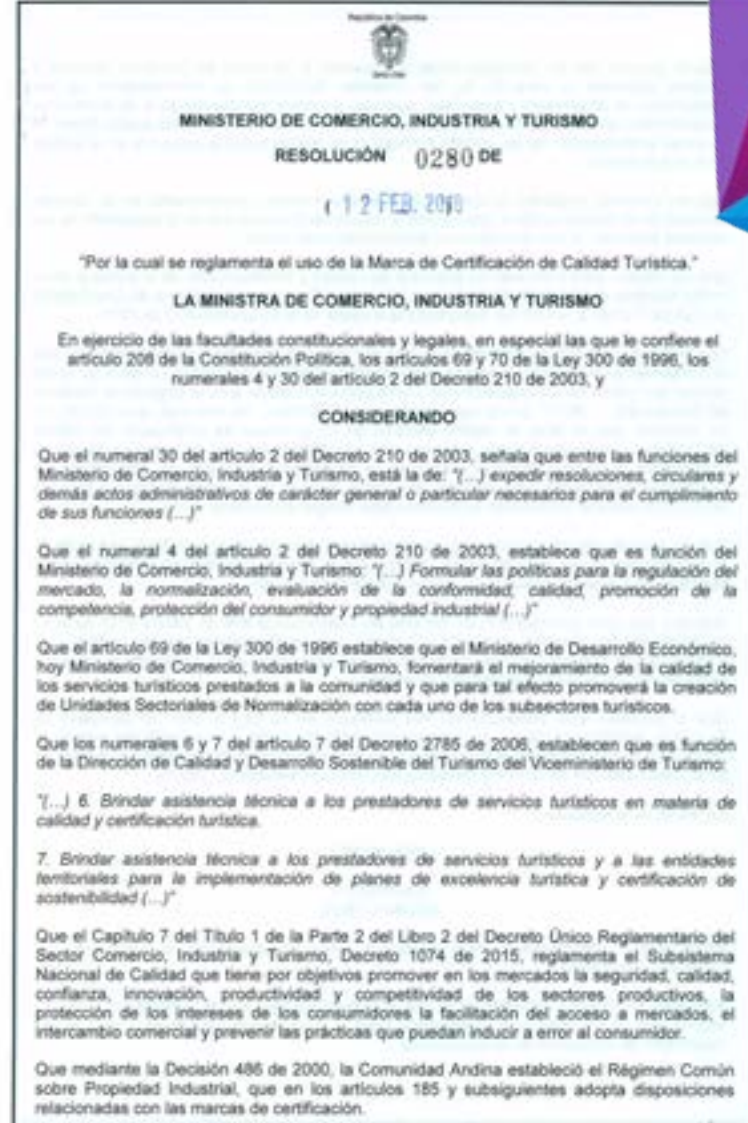 República de Colombia
MINISTERIO DE COMERCIO, INDUSTRIA Y TURISMO
RESOLUCIÓN 0280 DE
( 12 FEB.
"Por la cual se reglamenta el uso de la Marca de Certificación de Calidad Turística."
LA MINISTRA DE COMERCIO, INDUSTRIA Y TURISMO
En ejercicio de las facultades constitucionales y legales, en especial las que le confiere el
artículo 208 de la Constitución Política, los artículos 69 y 70 de la Ley 300 de 1996, los
numerales 4 y 30 del artículo 2 del Decreto 210 de 2003, y
CONSIDERANDO
Que el numeral 30 del artículo 2 del Decreto 210 de 2003, señala que entre las funciones del
Ministerio de Comercio, Industria y Turismo, está la de: "(…) expedir resoluciones, circulares y
demás actos administrativos de carácter general o particular necesarios para el cumplimiento
de sus funciones (…)"
Que el numeral 4 del artículo 2 del Decreto 210 de 2003, establece que es función del
Ministerio de Comercio, Industria y Turismo: "(…) Formular las políticas para la regulación del
mercado, la normalización, evaluación de la conformidad, calidad, promoción de la
competencia, protección del consumidor y propiedad industrial (…)"
Que el artículo 69 de la Ley 300 de 1996 establece que el Ministerio de Desarrollo Económico,
hoy Ministerio de Comercio, Industria y Turismo, fomentará el mejoramiento de la calidad de
los servicios turísticos prestados a la comunidad y que para tal efecto promoverá la creación
de Unidades Sectoriales de Normalización con cada uno de los subsectores turísticos.
Que los numerales 6 y 7 del artículo 7 del Decreto 2785 de 2006, establecen que es función
de la Dirección de Calidad y Desarrollo Sostenible del Turismo del Viceministerio de Turismo:
"(…) 6. Brindar asistencia técnica a los prestadores de servicios turísticos en materia de
calidad y certificación turística.
7. Brindar asistencia técnica a los prestadores de servicios turísticos y a las entidades
territoriales para la implementación de planes de excelencia turística y certificación de
sostenibilidad (…)"
Que el Capítulo 7 del Título 1 de la Parte 2 del Libro 2 del Decreto Único Reglamentario del
Sector Comercio, Industria y Turismo, Decreto 1074 de 2015, reglamenta el Subsistema
Nacional de Calidad que tiene por objetivos promover en los mercados la seguridad, calidad,
confianza, innovación, productividad y competitividad de los sectores productivos, la
protección de los intereses de los consumidores la facilitación del acceso a mercados, el
intercambio comercial y prevenir las prácticas que puedan inducir a error al consumidor.
Que mediante la Decisión 486 de 2000, la Comunidad Andina estableció el Régimen Común
sobre Propiedad Industrial, que en los artículos 185 y subsiguientes adopta disposiciones
relacionadas con las marcas de certificación.